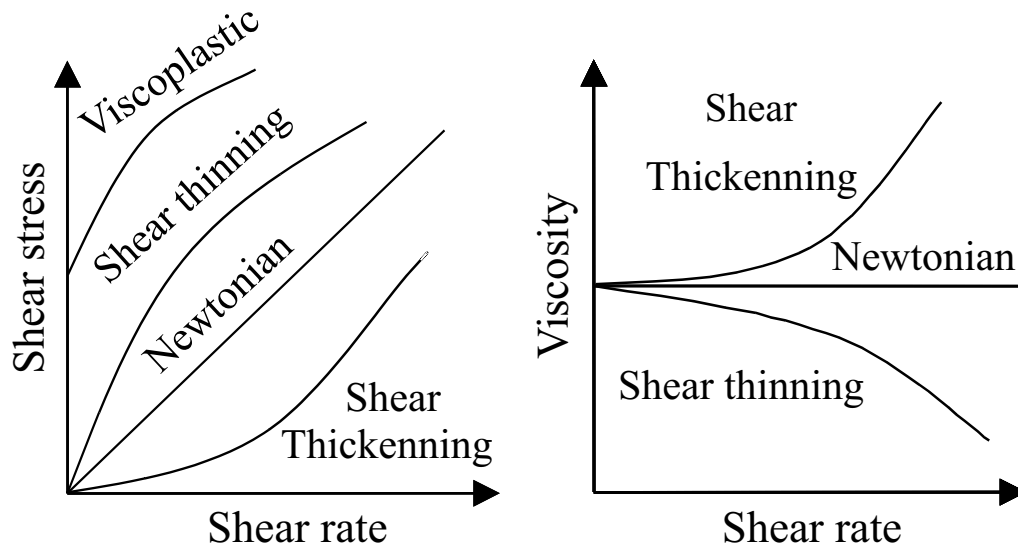 Viscoplastic
Shear thinning
Newtonian
Shear
Thickenning
Shear stress
Shear rate
Shear
Thickenning
Newtonian
Shear thinning
Viscosity
Shear rate